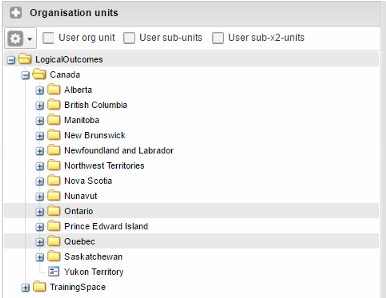 Organisation units
User org unit User sub-units User sub-x2-units
LogicalOutcomes
Canada
Alberta
British Columbia
Manitoba
New Brunswick
Newfoundland and Labrador
Northwest Territories
Nova Scotia
Nunavut
Ontario
Prince Edward Island
Quebec
Saskatchewan
Yukon Territory
TrainingSpace